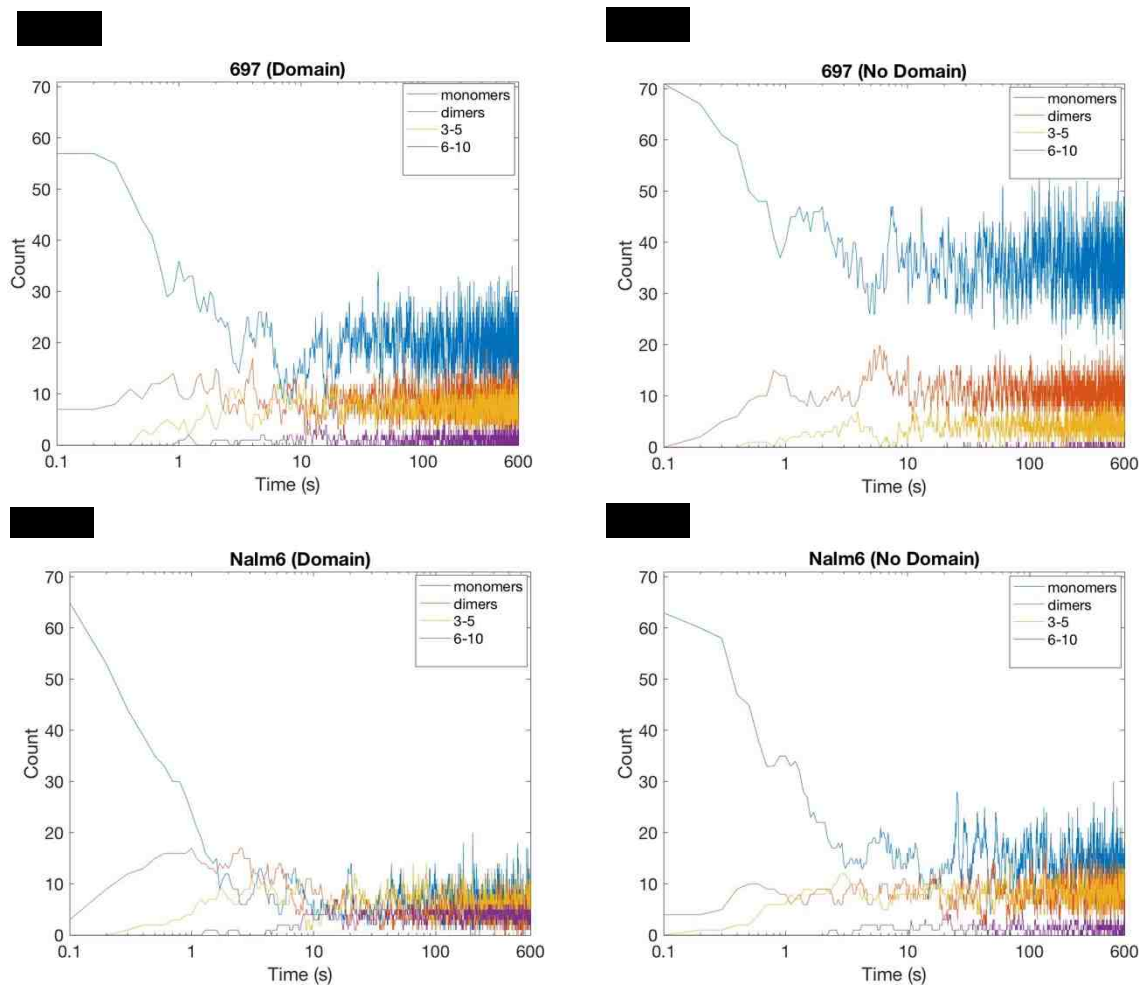 697 (Domain)
70
60
50
40
30
20
10
0
Count
monomers
dimers
3-5
6-10
0.1 1 10 100 600
Time (s)
697 (No Domain)
70
60
50
40
30
20
10
0
Count
monomers
dimers
3-5
6-10
0.1 1 10 100 600
Time (s)
Nalm6 (Domain)
70
60
50
40
30
20
10
0
Count
monomers
dimers
3-5
6-10
0.1 1 10 100 600
Time (s)
Nalm6 (No Domain)
70
60
50
40
30
20
10
0
Count
monomers
dimers
3-5
6-10
0.1 1 10 100 600
Time (s)